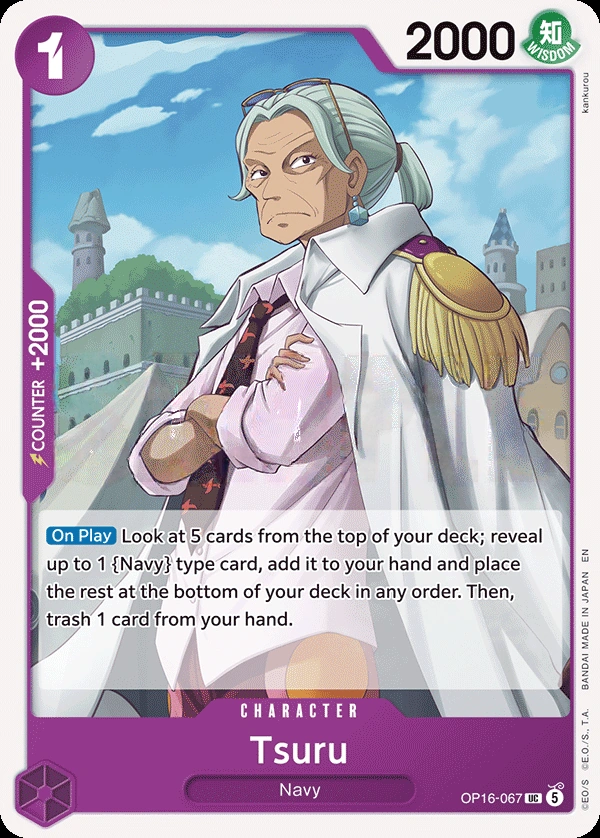 1
2000
知
WISDOM
kankurou
COUNTER +2000
On Play Look at 5 cards from the top of your deck; reveal
up to 1 {Navy} type card, add it to your hand and place
the rest at the bottom of your deck in any order. Then,
trash 1 card from your hand.
CHARACTER
Tsuru
Navy
OP16-067 UC 5
©E.O./S., T.A. BANDAI MADE IN JAPAN EN
©EO/S